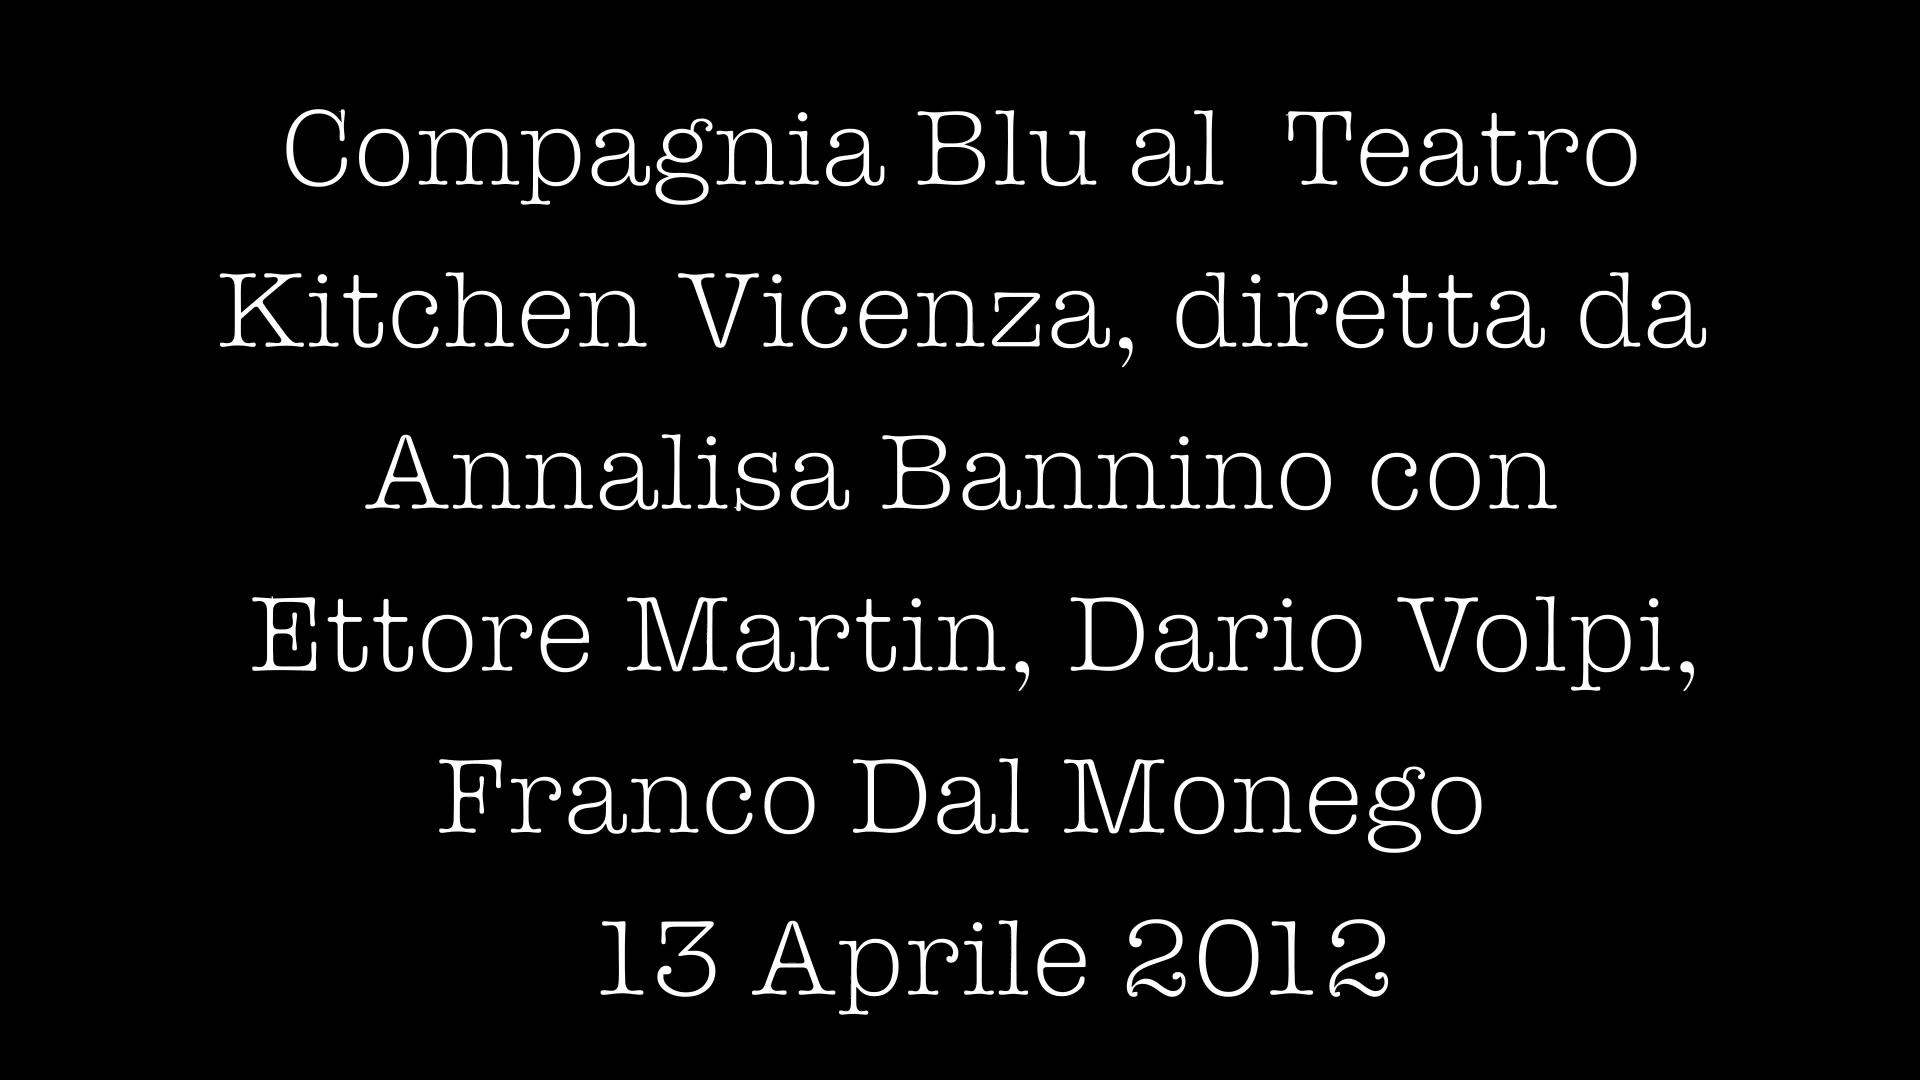 Compagnia Blu al  Teatro
Kitchen Vicenza, diretta da
Annalisa Bannino con
Ettore Martin, Dario Volpi,
Franco Dal Monego
13 Aprile 2012